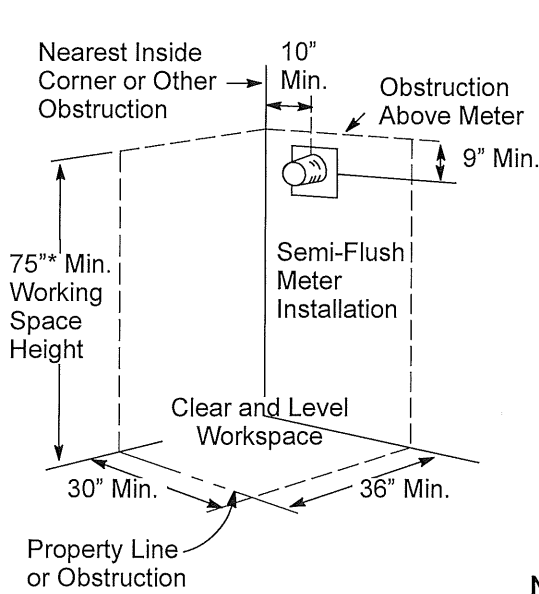 Nearest Inside
Corner or Other
Obstruction
10”
Min.
Obstruction
Above Meter
9” Min.
75”* Min.
Working
Space
Height
Semi-Flush
Meter
Installation
Clear and Level
Workspace
30” Min.
36” Min.
Property Line
or Obstruction